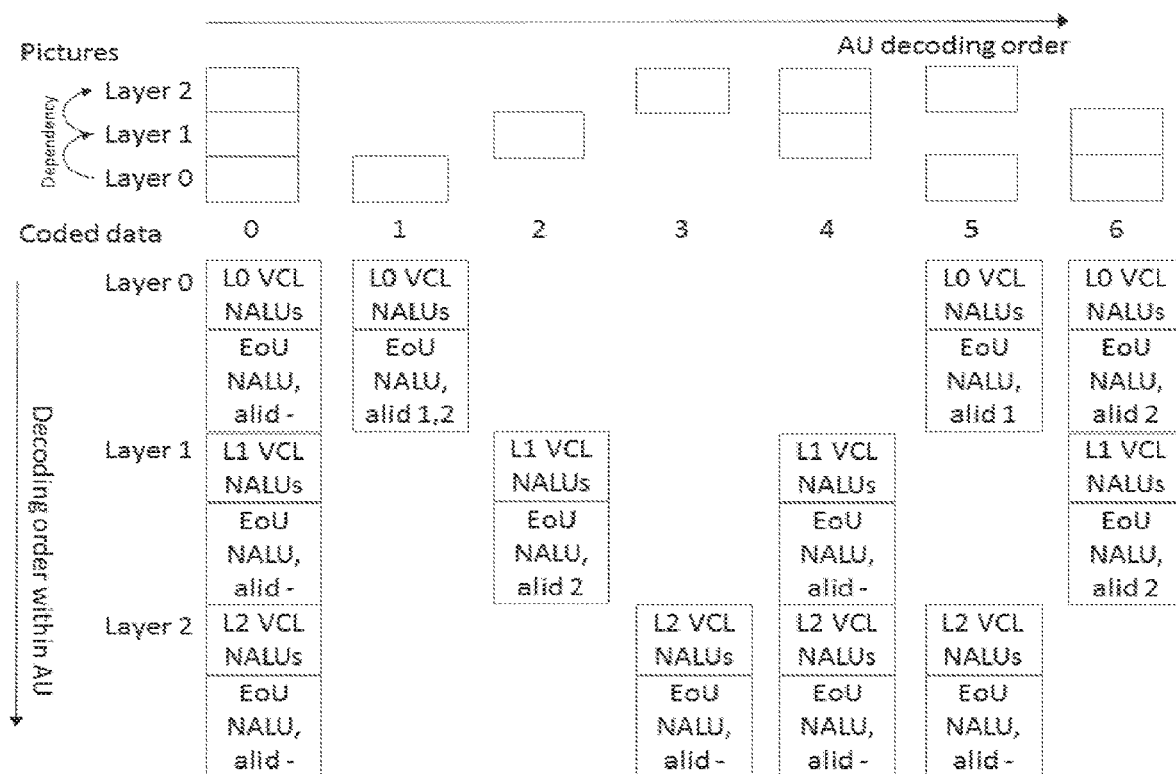 AU decoding order
Pictures
Dependency
Layer 2
Layer 1
Layer 0
Coded data 0 1 2 3 4 5 6
Decoding order within AU
Layer 0 L0 VCL L0 VCL L0 VCL L0 VCL
NALUs NALUs NALUs NALUs
EoU EoU EoU EoU
NALU, NALU, NALU, NALU,
alid - alid 1,2 alid 1 alid 2
Layer 1 L1 VCL L1 VCL L1 VCL L1 VCL
NALUs NALUs NALUs NALUs
EoU EoU EoU EoU
NALU, NALU, NALU, NALU,
alid - alid 2 alid - alid 2
Layer 2 L2 VCL L2 VCL L2 VCL L2 VCL
NALUs NALUs NALUs NALUs
EoU EoU EoU EoU
NALU, NALU, NALU, NALU,
alid - alid - alid - alid -